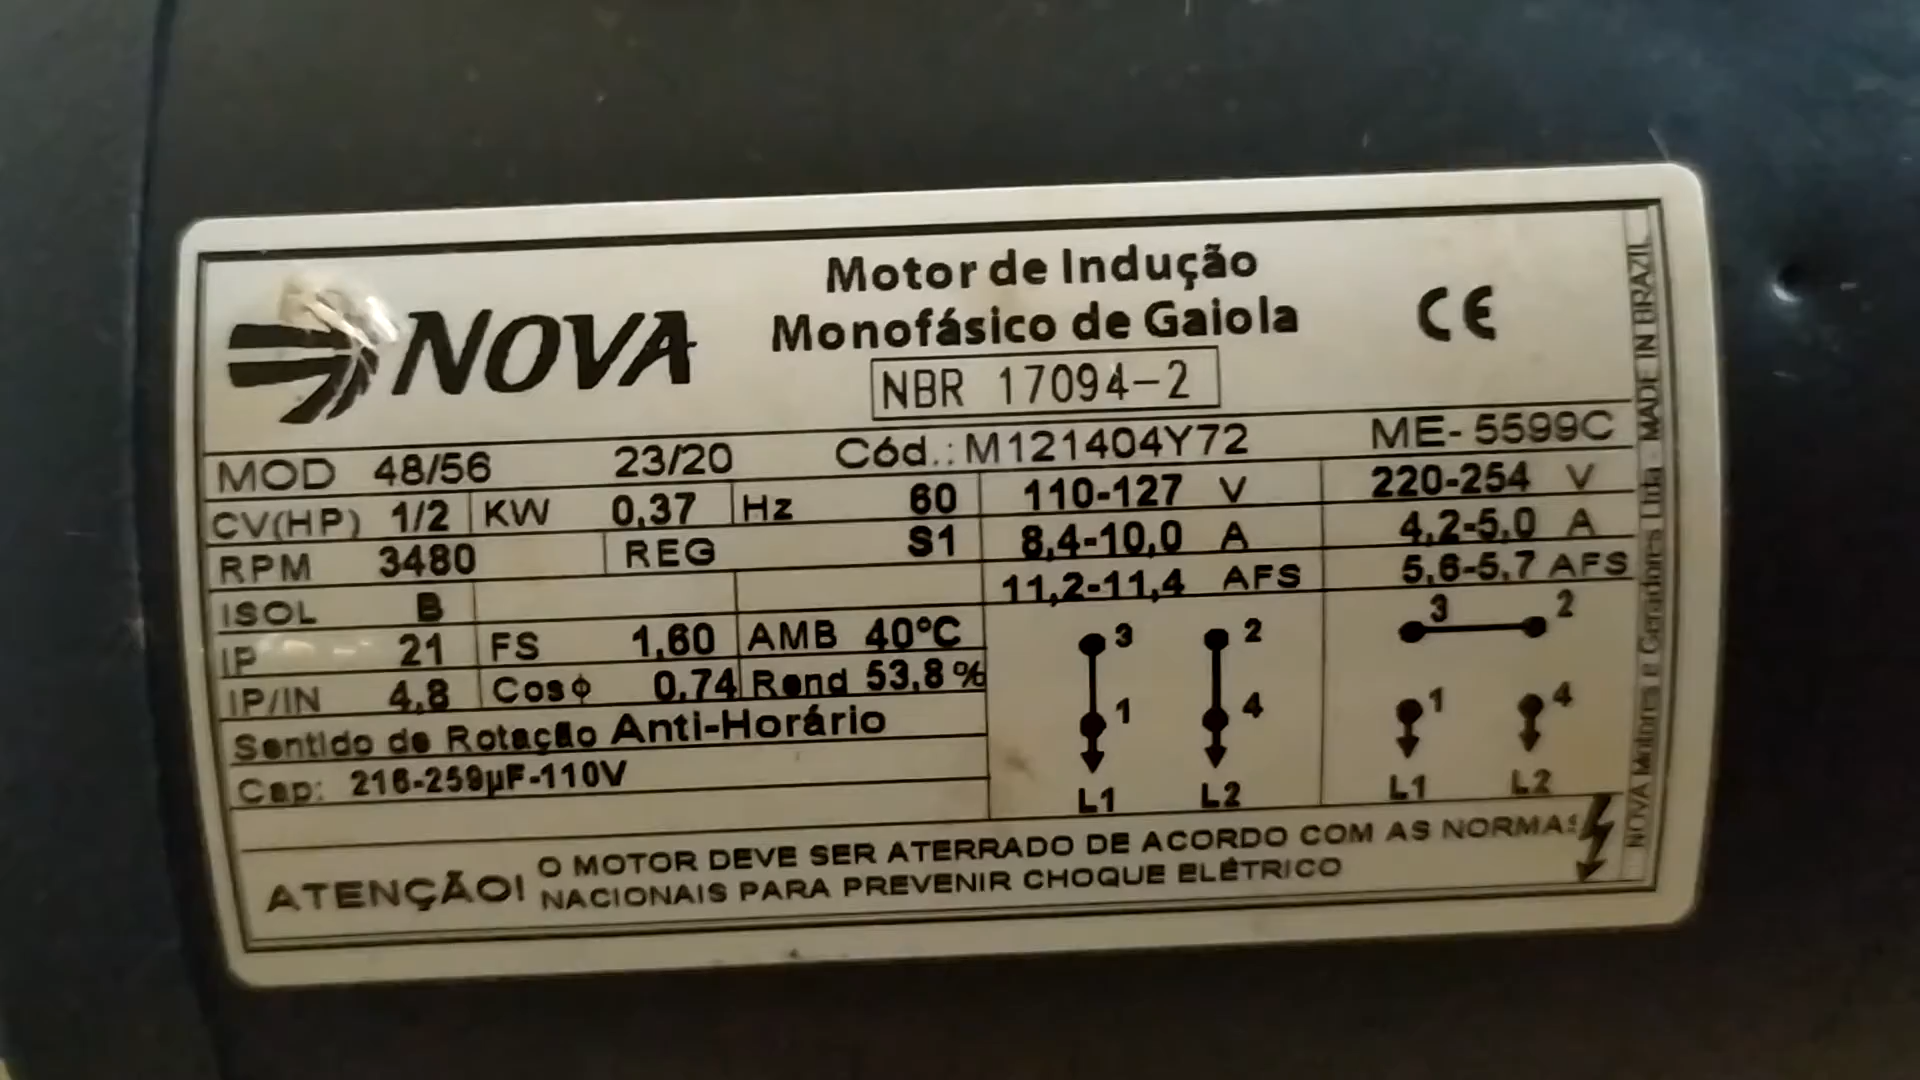 NOVA
Motor de Indução
Monofásico de Gaiola
NBR 17094-2
CE
MOD 48/56 23/20 Cód.: M121404Y72 ME-5599C
CV(HP) 1/2 KW 0,37 Hz 60 110-127 V 220-254 V
RPM 3480 REG S1 8,4-10,0 A 4,2-5,0 A
ISOL B 11,2-11,4 AFS 5,6-5,7 AFS
IP 21 FS 1,60 AMB 40°C
IP/IN 4,8 Cosϕ 0,74 Rend 53,8 %
Sentido de Rotação Anti-Horário
Cap: 216-259µF-110V
3 2 3 2
1 4 1 4
L1 L2 L1 L2
ATENÇÃO! O MOTOR DEVE SER ATERRADO DE ACORDO COM AS NORMAS
NACIONAIS PARA PREVENIR CHOQUE ELÉTRICO
NOVA Motores e Geradores Ltda - MADE IN BRAZIL